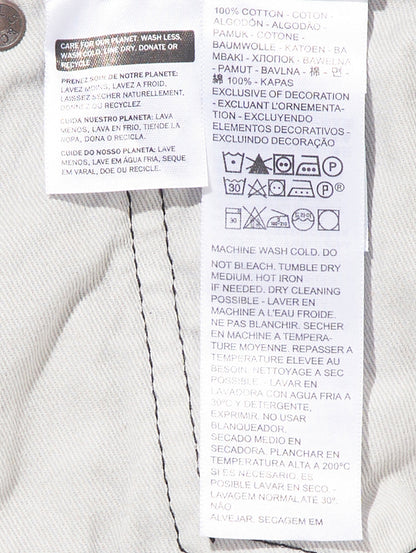 CARE FOR OUR PLANET: WASH LESS,
WASH COLD, LINE DRY, DONATE OR
RECYCLE
PRENEZ SOIN DE NOTRE PLANETE:
LAVEZ MOINS, LAVEZ A FROID,
LAISSEZ SECHER NATURELLEMENT,
DONNEZ OU RECYCLEZ
CUIDA NUESTRO PLANETA: LAVA
MENOS, LAVA EN FRIO, TIENDE LA
ROPA, DONA O RECICLA.
CUIDE DO NOSSO PLANETA: LAVE
MENOS, LAVE EM ÁGUA FRIA, SEQUE
EM VARAL, DOE OU RECICLE.
100% COTTON - COTON -
ALGODÓN - ALGODÃO -
PAMUK - COTONE -
BAUMWOLLE - KATOEN - BA
MBAKI - ХЛОПОК - BAWEŁNA
- PAMUT - BAVLNA - 棉 - 면 -
綿 100% - KAPAS
EXCLUSIVE OF DECORATION
- EXCLUANT L'ORNEMENTA-
TION - EXCLUYENDO
ELEMENTOS DECORATIVOS -
EXCLUINDO DECORAÇÃO
P
30 P
30
MACHINE WASH COLD. DO
NOT BLEACH. TUMBLE DRY
MEDIUM. HOT IRON
IF NEEDED. DRY CLEANING
POSSIBLE - LAVER EN
MACHINE A L'EAU FROIDE.
NE PAS BLANCHIR. SECHER
EN MACHINE A TEMPERA-
TURE MOYENNE. REPASSER A
TEMPERATURE ELEVEE AU
BESOIN. NETTOYAGE A SEC
POSSIBLE. - LAVAR EN
LAVADORA CON AGUA FRIA A
30ºC Y DETERGENTE,
EXPRIMIR. NO USAR
BLANQUEADOR.
SECADO MEDIO EN
SECADORA. PLANCHAR EN
TEMPERATURA ALTA A 200ºC
SI ES NECESARIO. ES
POSIBLE LAVAR EN SECO. -
LAVAGEM NORMAL ATÉ 30º.
NÃO
ALVEJAR. SECAGEM EM